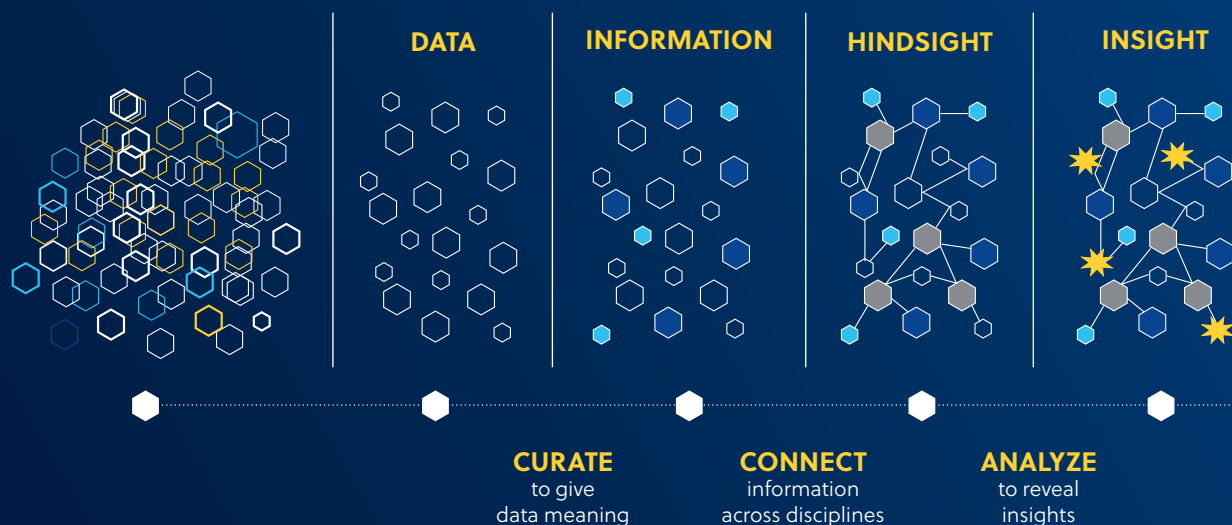 DATA
INFORMATION
HINDSIGHT
INSIGHT
CURATE
to give
data meaning
CONNECT
information
across disciplines
ANALYZE
to reveal
insights